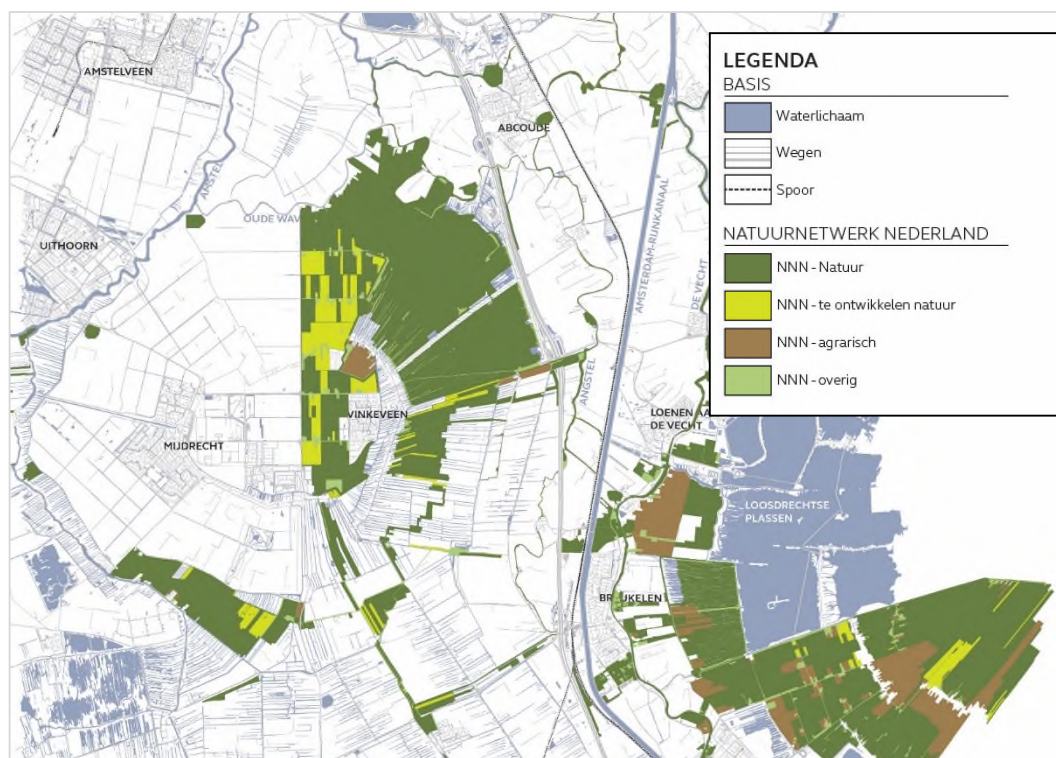 AMSTELVEEN
ABCOUDE
AMSTEL
OUDE WAV
UITHOORN
AMSTERDAM-RIJNKANAAL
DE VECHT
ANGSTEL
VINKEVEEN
MIJDRECHT
LOENEN AA
DE VECHT
LOOSDRECHTSE
PLASSEN
BREUKELEN
LEGENDA
BASIS
Waterlichaam
Wegen
Spoor
NATUURNETWERK NEDERLAND
NNN - Natuur
NNN - te ontwikkelen natuur
NNN - agrarisch
NNN - overig